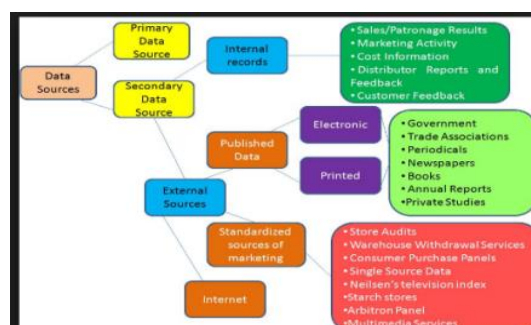 Data
Sources
Primary
Data
Source
Secondary
Data
Source
Internal
records
• Sales/Patronage Results
• Marketing Activity
• Cost Information
• Distributor Reports and
Feedback
• Customer Feedback
External
Sources
Published
Data
Electronic
Printed
• Government
• Trade Associations
• Periodicals
• Newspapers
• Books
• Annual Reports
•Private Studies
Standardized
sources of
marketing
• Store Audits
• Warehouse Withdrawal Services
• Consumer Purchase Panels
• Single Source Data
• Neilsen's television index
•Starch stores
•Arbitron Panel
•Multimedia Services
Internet